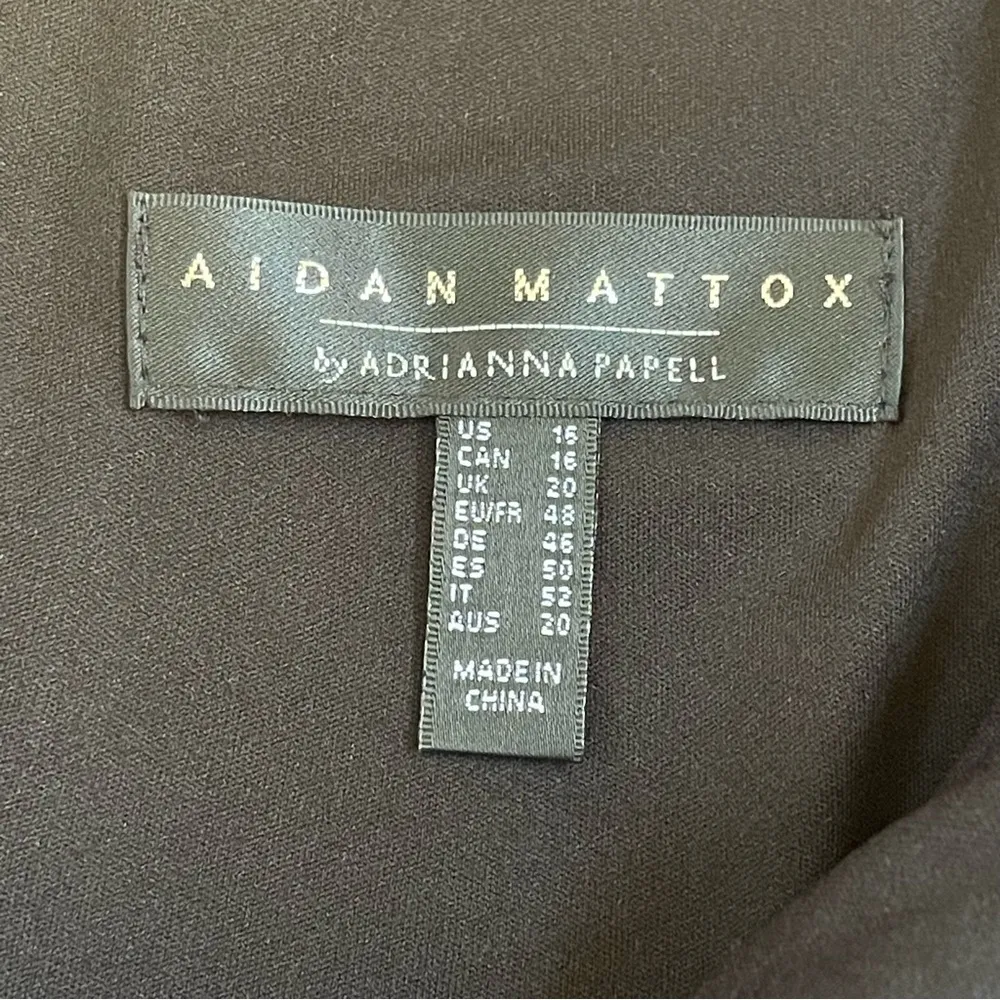 AIDAN MATTOX
by ADRIANNA PAPELL
US 16
CAN 16
UK 20
EU/FR 48
DE 46
ES 50
IT 52
AUS 20
MADE IN
CHINA